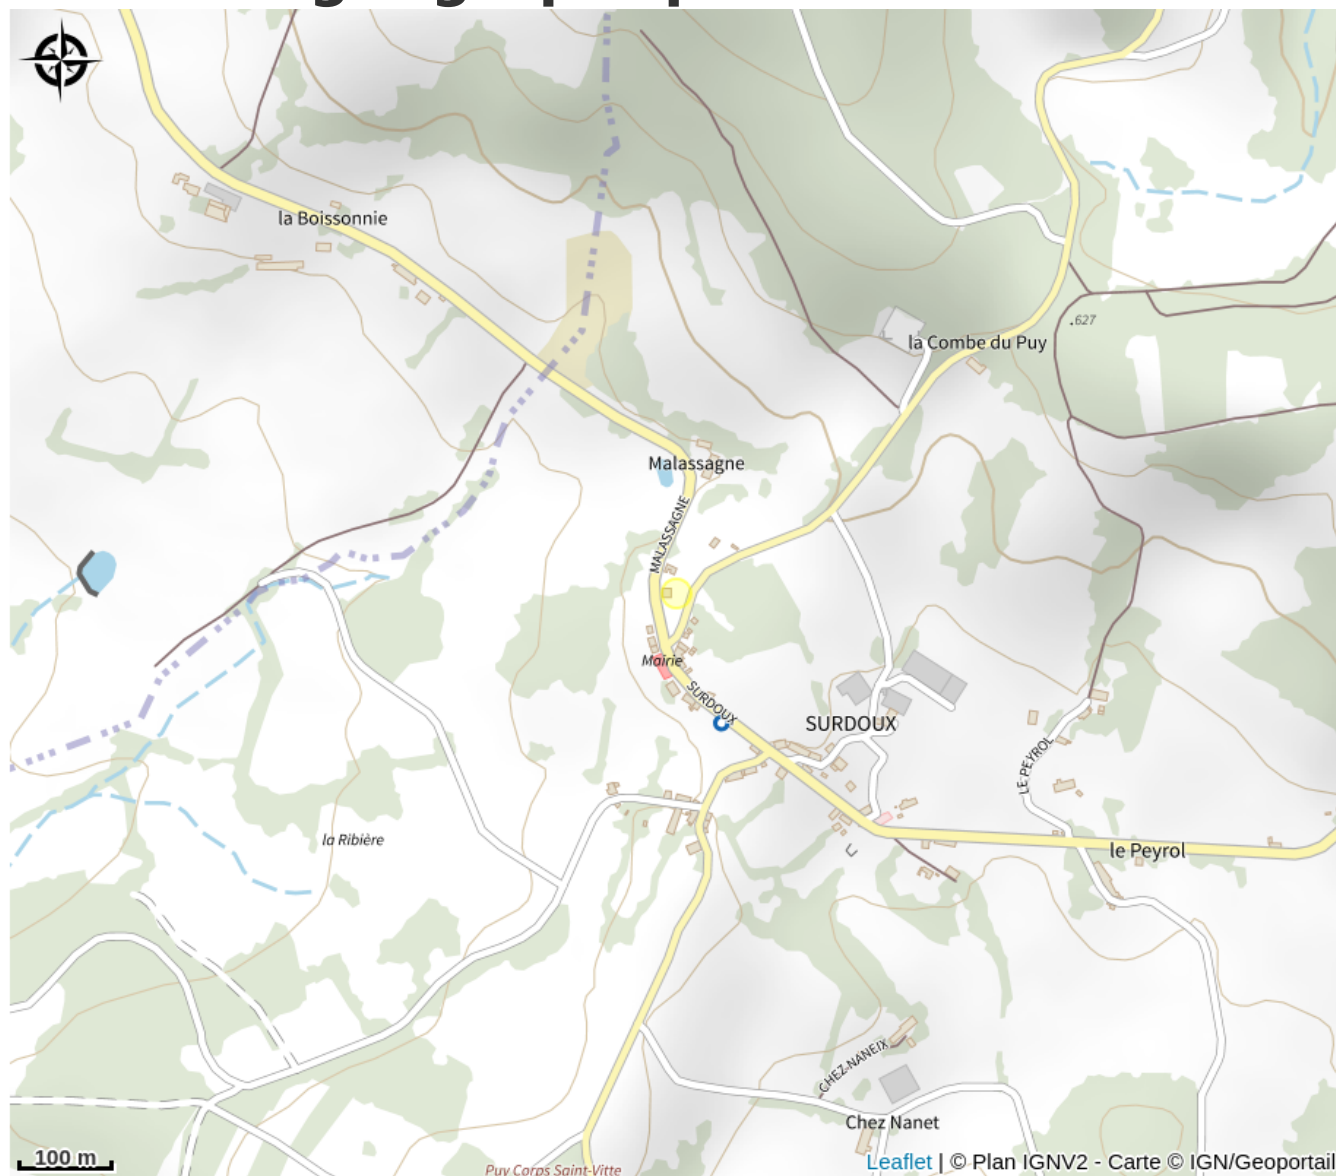 la Boissonnie
.627
la Combe du Puy
Malassagne
MALASSAGNE
Mairie
SURDOUX
SURDOUX
LE PEYROL
la Ribière
le Peyrol
CHEZ-NANEIX
Chez Nanet
100 m
Puy Corps Saint-Vitte
Leaflet | © Plan IGNV2 - Carte © IGN/Geoportail